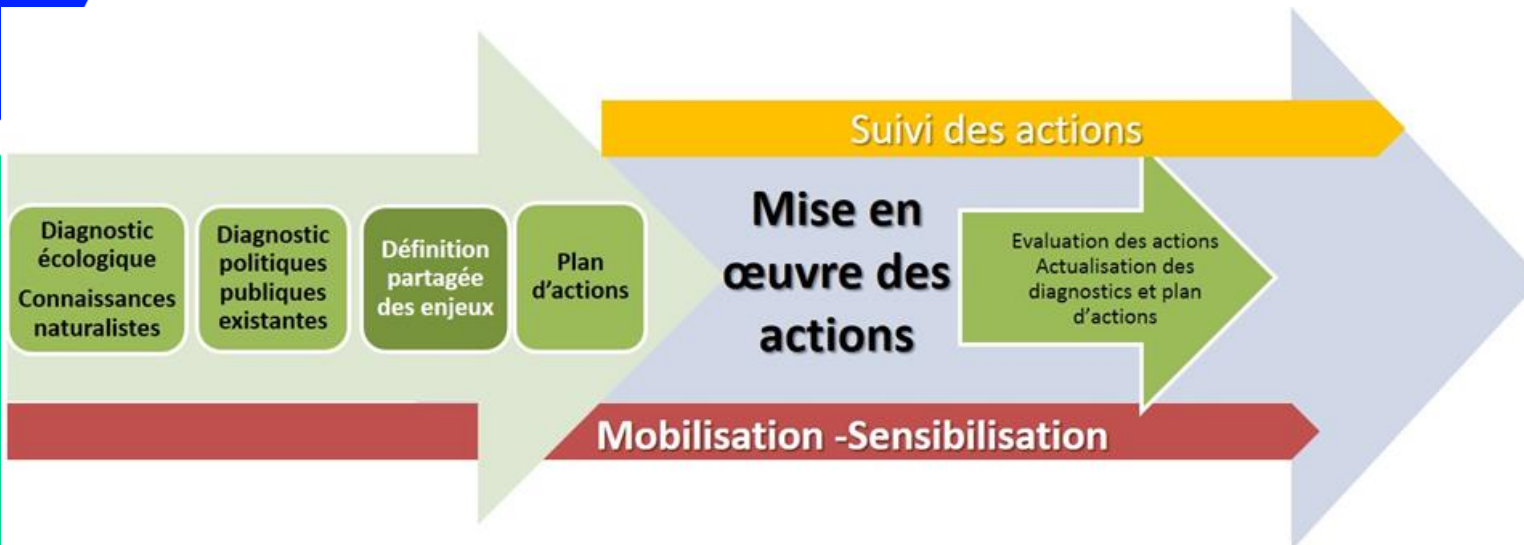 Suivi des actions
Diagnostic
écologique
Connaissances
naturalistes
Diagnostic
politiques
publiques
existantes
Définition
partagée
des enjeux
Plan
d'actions
Mise en
œuvre des
actions
Evaluation des actions
Actualisation des
diagnostics et plan
d'actions
Mobilisation -Sensibilisation